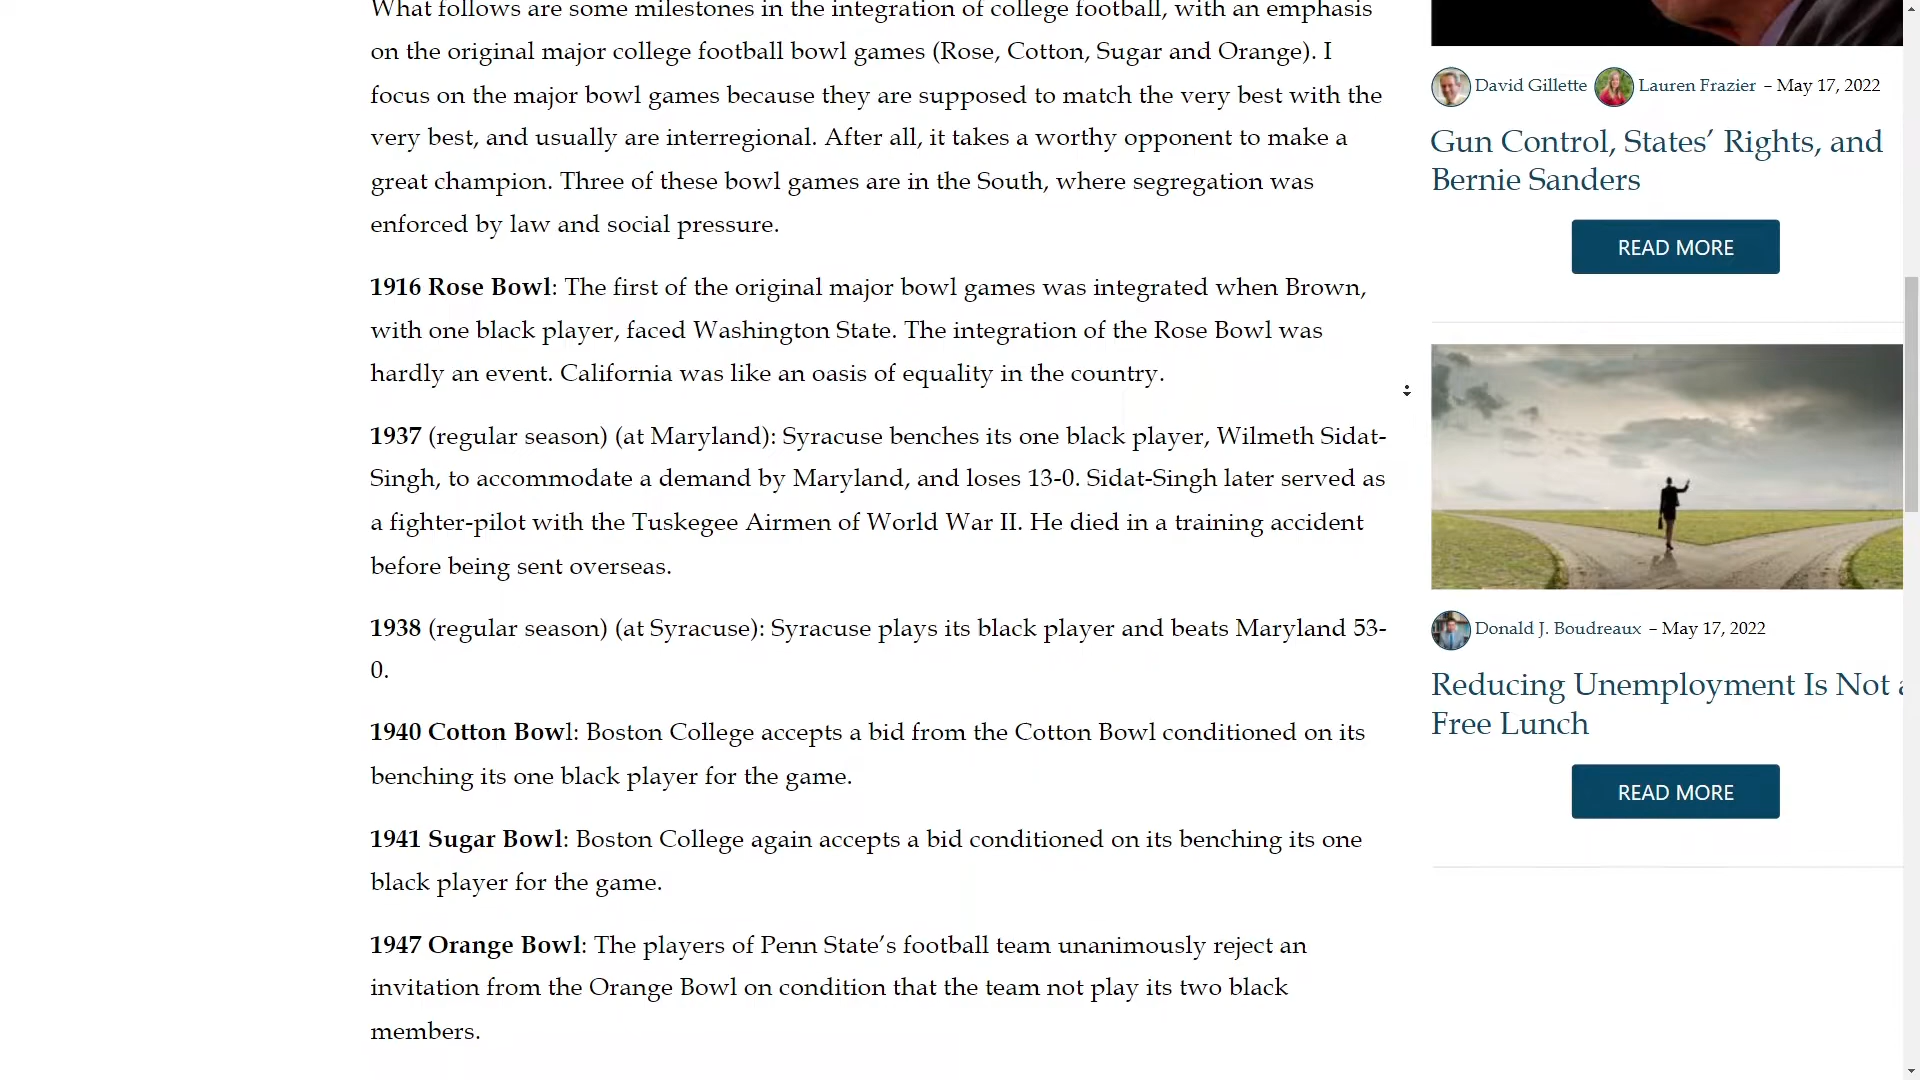 What follows are some milestones in the integration of college football, with an emphasis
on the original major college football bowl games (Rose, Cotton, Sugar and Orange). I
focus on the major bowl games because they are supposed to match the very best with the
very best, and usually are interregional. After all, it takes a worthy opponent to make a
great champion. Three of these bowl games are in the South, where segregation was
enforced by law and social pressure.
1916 Rose Bowl: The first of the original major bowl games was integrated when Brown,
with one black player, faced Washington State. The integration of the Rose Bowl was
hardly an event. California was like an oasis of equality in the country.
1937 (regular season) (at Maryland): Syracuse benches its one black player, Wilmeth Sidat-
Singh, to accommodate a demand by Maryland, and loses 13-0. Sidat-Singh later served as
a fighter-pilot with the Tuskegee Airmen of World War II. He died in a training accident
before being sent overseas.
1938 (regular season) (at Syracuse): Syracuse plays its black player and beats Maryland 53-
0.
1940 Cotton Bowl: Boston College accepts a bid from the Cotton Bowl conditioned on its
benching its one black player for the game.
1941 Sugar Bowl: Boston College again accepts a bid conditioned on its benching its one
black player for the game.
1947 Orange Bowl: The players of Penn State’s football team unanimously reject an
invitation from the Orange Bowl on condition that the team not play its two black
members.
David Gillette Lauren Frazier – May 17, 2022
Gun Control, States’ Rights, and
Bernie Sanders
READ MORE
Donald J. Boudreaux – May 17, 2022
Reducing Unemployment Is Not a
Free Lunch
READ MORE